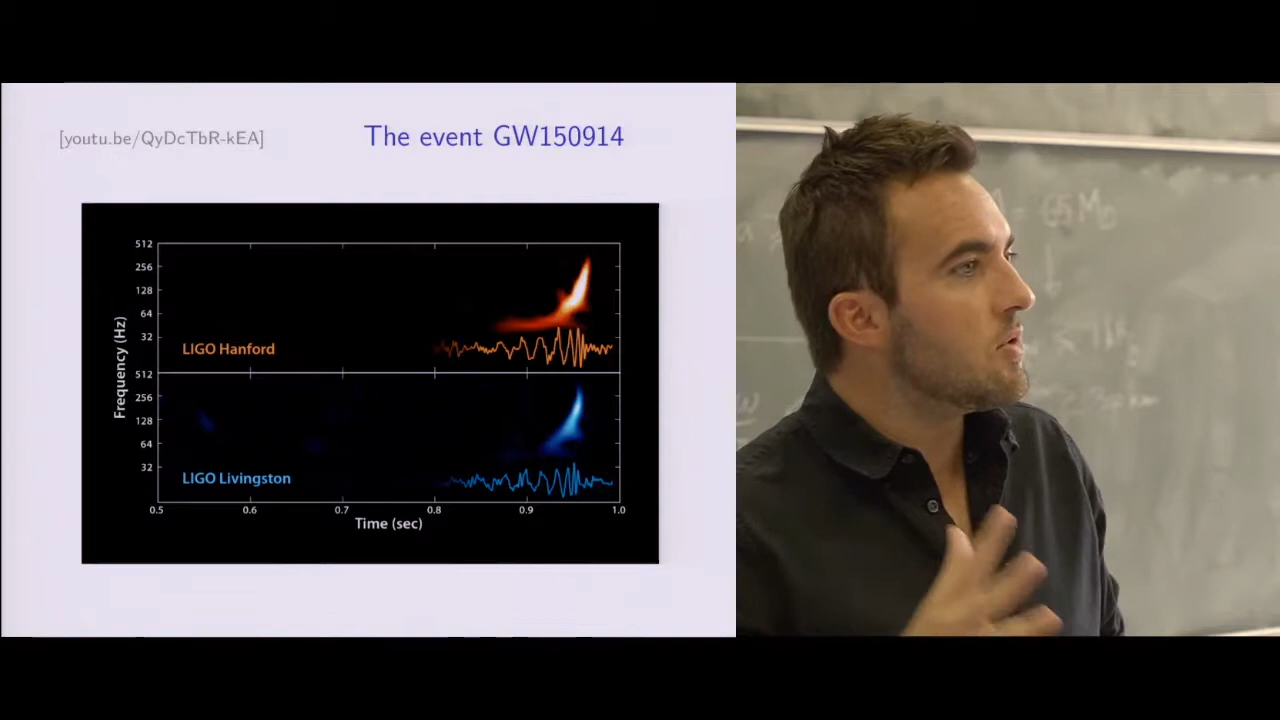 [youtu.be/QyDcTbR-kEA]
The event GW150914
512
256
128
64
32
LIGO Hanford
512
256
128
64
32
LIGO Livingston
Frequency (Hz)
0.5 0.6 0.7 0.8 0.9 1.0
Time (sec)